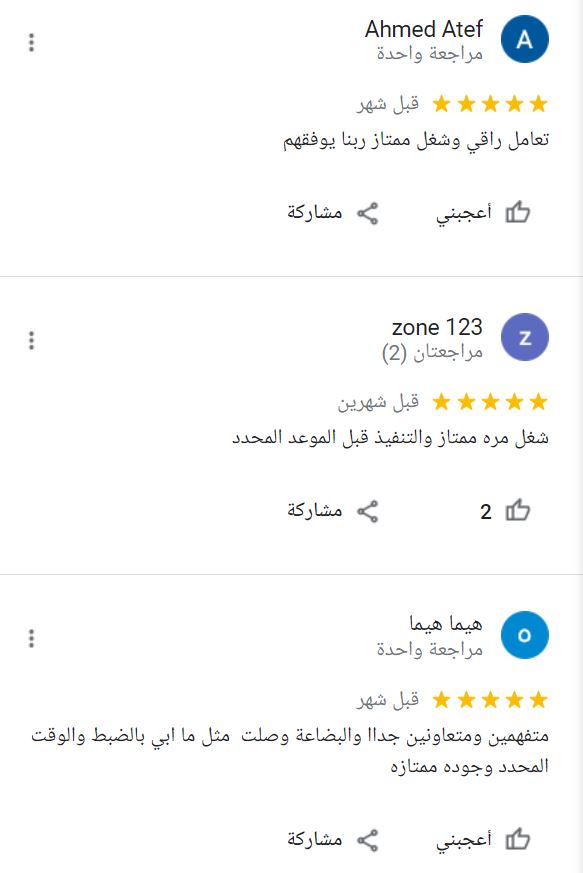 Ahmed Atef
A
مراجعة واحدة
قبل شهر
تعامل راقي وشغل ممتاز ربنا يوفقهم
أعجبني
مشاركة
zone 123
z
مراجعتان (2)
قبل شهرين
شغل مره ممتاز والتنفيذ قبل الموعد المحدد
2
مشاركة
هيما هيما
o
مراجعة واحدة
قبل شهر
متفهمين ومتعاونين جداا والبضاعة وصلت  مثل ما ابي بالضبط والوقت
المحدد وجوده ممتازه
أعجبني
مشاركة